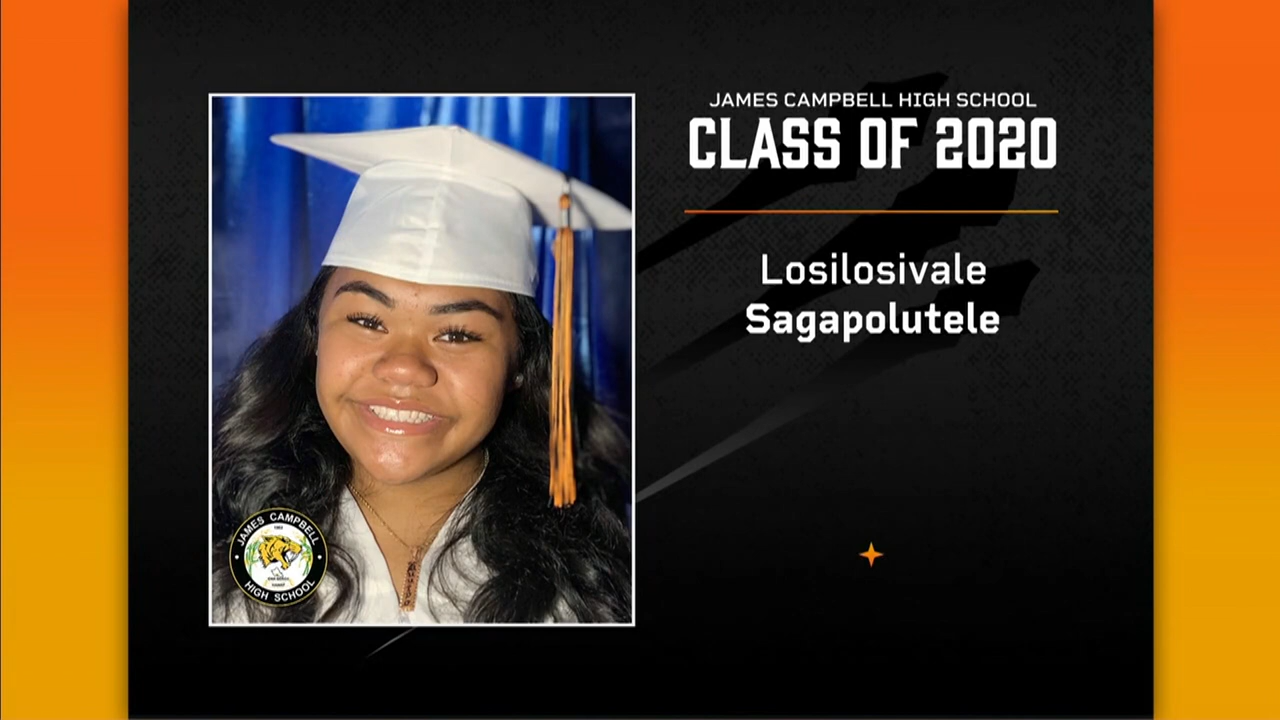 JAMES CAMPBELL HIGH SCHOOL
CLASS OF 2020
Losilosivale
Sagapolutele
JAMES CAMPBELL
HIGH SCHOOL